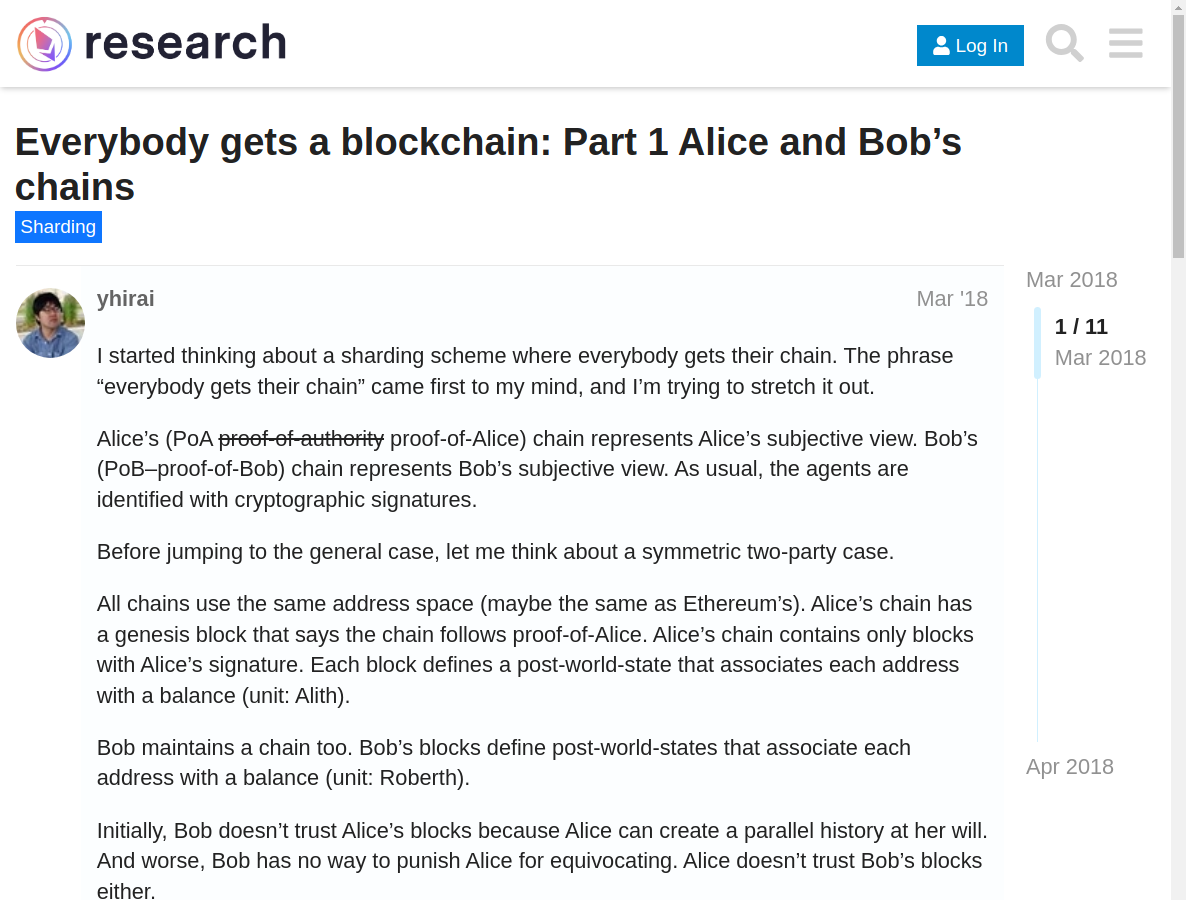 research
Log In
Everybody gets a blockchain: Part 1 Alice and Bob’s
chains
Sharding
yhirai
Mar '18
I started thinking about a sharding scheme where everybody gets their chain. The phrase
“everybody gets their chain” came first to my mind, and I’m trying to stretch it out.
Alice’s (PoA proof-of-authority proof-of-Alice) chain represents Alice’s subjective view. Bob’s
(PoB–proof-of-Bob) chain represents Bob’s subjective view. As usual, the agents are
identified with cryptographic signatures.
Before jumping to the general case, let me think about a symmetric two-party case.
All chains use the same address space (maybe the same as Ethereum’s). Alice’s chain has
a genesis block that says the chain follows proof-of-Alice. Alice’s chain contains only blocks
with Alice’s signature. Each block defines a post-world-state that associates each address
with a balance (unit: Alith).
Bob maintains a chain too. Bob’s blocks define post-world-states that associate each
address with a balance (unit: Roberth).
Initially, Bob doesn’t trust Alice’s blocks because Alice can create a parallel history at her will.
And worse, Bob has no way to punish Alice for equivocating. Alice doesn’t trust Bob’s blocks
either.
Mar 2018
1 / 11
Mar 2018
Apr 2018